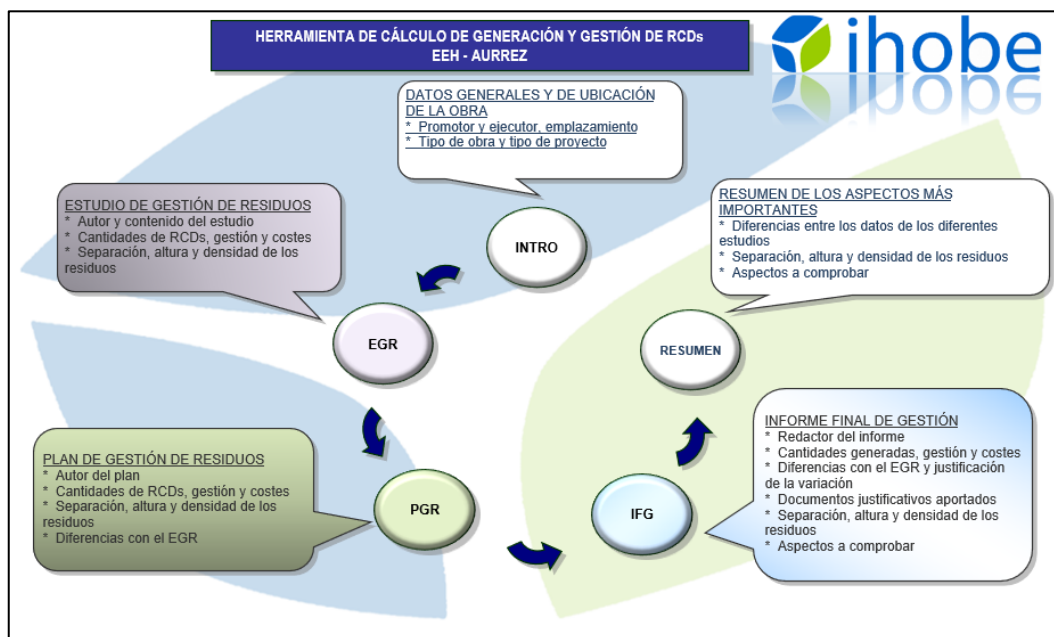 HERRAMIENTA DE CÁLCULO DE GENERACIÓN Y GESTIÓN DE RCDs
EEH - AURREZ
ihobe
DATOS GENERALES Y DE UBICACIÓN
DE LA OBRA
* Promotor y ejecutor, emplazamiento
* Tipo de obra y tipo de proyecto
ESTUDIO DE GESTIÓN DE RESIDUOS
* Autor y contenido del estudio
* Cantidades de RCDs, gestión y costes
* Separación, altura y densidad de los
residuos
RESUMEN DE LOS ASPECTOS MÁS
IMPORTANTES
* Diferencias entre los datos de los diferentes
estudios
* Separación, altura y densidad de los residuos
* Aspectos a comprobar
INTRO
EGR
RESUMEN
PLAN DE GESTIÓN DE RESIDUOS
* Autor del plan
* Cantidades de RCDs, gestión y costes
* Separación, altura y densidad de los
residuos
* Diferencias con el EGR
PGR
IFG
INFORME FINAL DE GESTIÓN
* Redactor del informe
* Cantidades generadas, gestión y costes
* Diferencias con el EGR y justificación
de la variación
* Documentos justificativos aportados
* Separación, altura y densidad de los
residuos
* Aspectos a comprobar